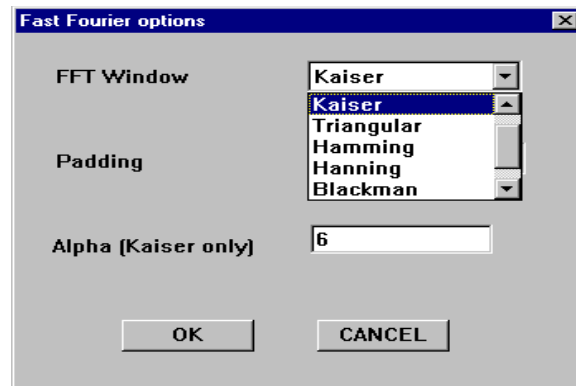 Fast Fourier options
FFT Window
Kaiser
Kaiser
Triangular
Hamming
Hanning
Blackman
Padding
Alpha (Kaiser only)
6
OK
CANCEL